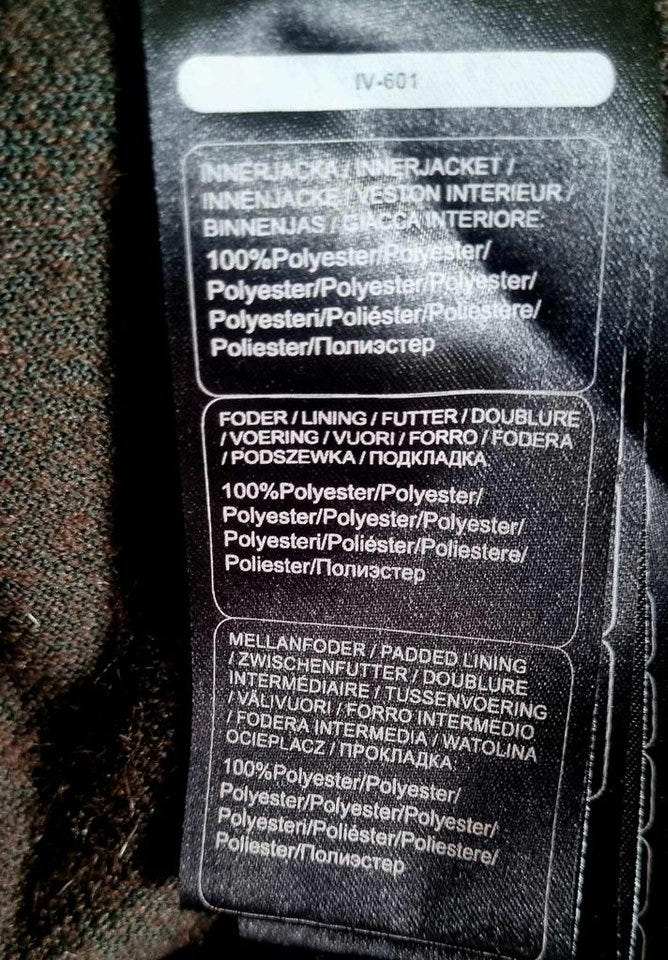 IV-601
INNERJACKA / INNERJACKET /
INNENJACKE / VESTON INTERIEUR /
BINNENJAS / GIACCA INTERIORE:
100%Polyester/Polyester/
Polyester/Polyester/Polyester/
Polyesteri/Poliéster/Poliestere/
Poliester/Полиэстер
FODER / LINING / FUTTER / DOUBLURE
/ VOERING / VUORI / FORRO / FODERA
/ PODSZEWKA / ПОДКЛАДКА
100%Polyester/Polyester/
Polyester/Polyester/Polyester/
Polyesteri/Poliéster/Poliestere/
Poliester/Полиэстер
MELLANFODER / PADDED LINING
/ ZWISCHENFUTTER / DOUBLURE
INTERMÉDIAIRE / TUSSENVOERING
/ VÄLIVUORI / FORRO INTERMEDIO
/ FODERA INTERMEDIA / WATOLINA
OCIEPLACZ / ПРОКЛАДКА
100%Polyester/Polyester/
Polyester/Polyester/Polyester/
Polyesteri/Poliéster/Poliestere/
Poliester/Полиэстер